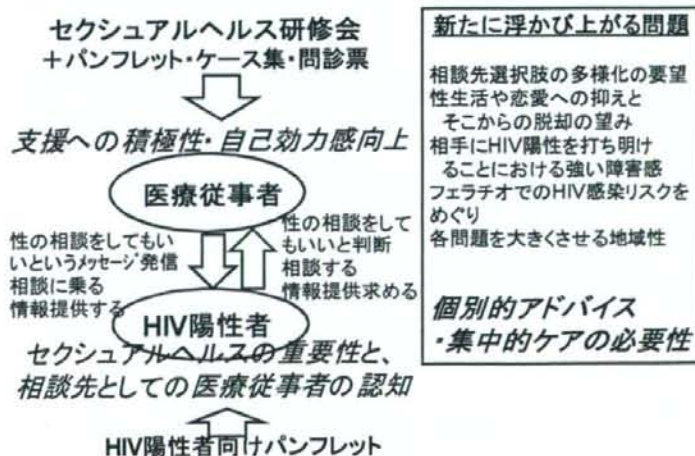 セクシュアルヘルス研修会
+パンフレット・ケース集・問診票
支援への積極性・自己効力感向上
医療従事者
性の相談をしてもい
いというメッセージ発信
相談に乗る
情報提供する
性の相談をして
もいいと判断
相談する
情報提供求める
HIV陽性者
セクシュアルヘルスの重要性と、
相談先としての医療従事者の認知
HIV陽性者向けパンフレット
新たに浮かび上がる問題
相談先選択肢の多様化の要望
性生活や恋愛への抑えと
そこからの脱却の望み
相手にHIV陽性を打ち明け
ることにおける強い障害感
フェラチオでのHIV感染リスクを
めぐり
各問題を大きくさせる地域性
個別的アドバイス
・集中的ケアの必要性